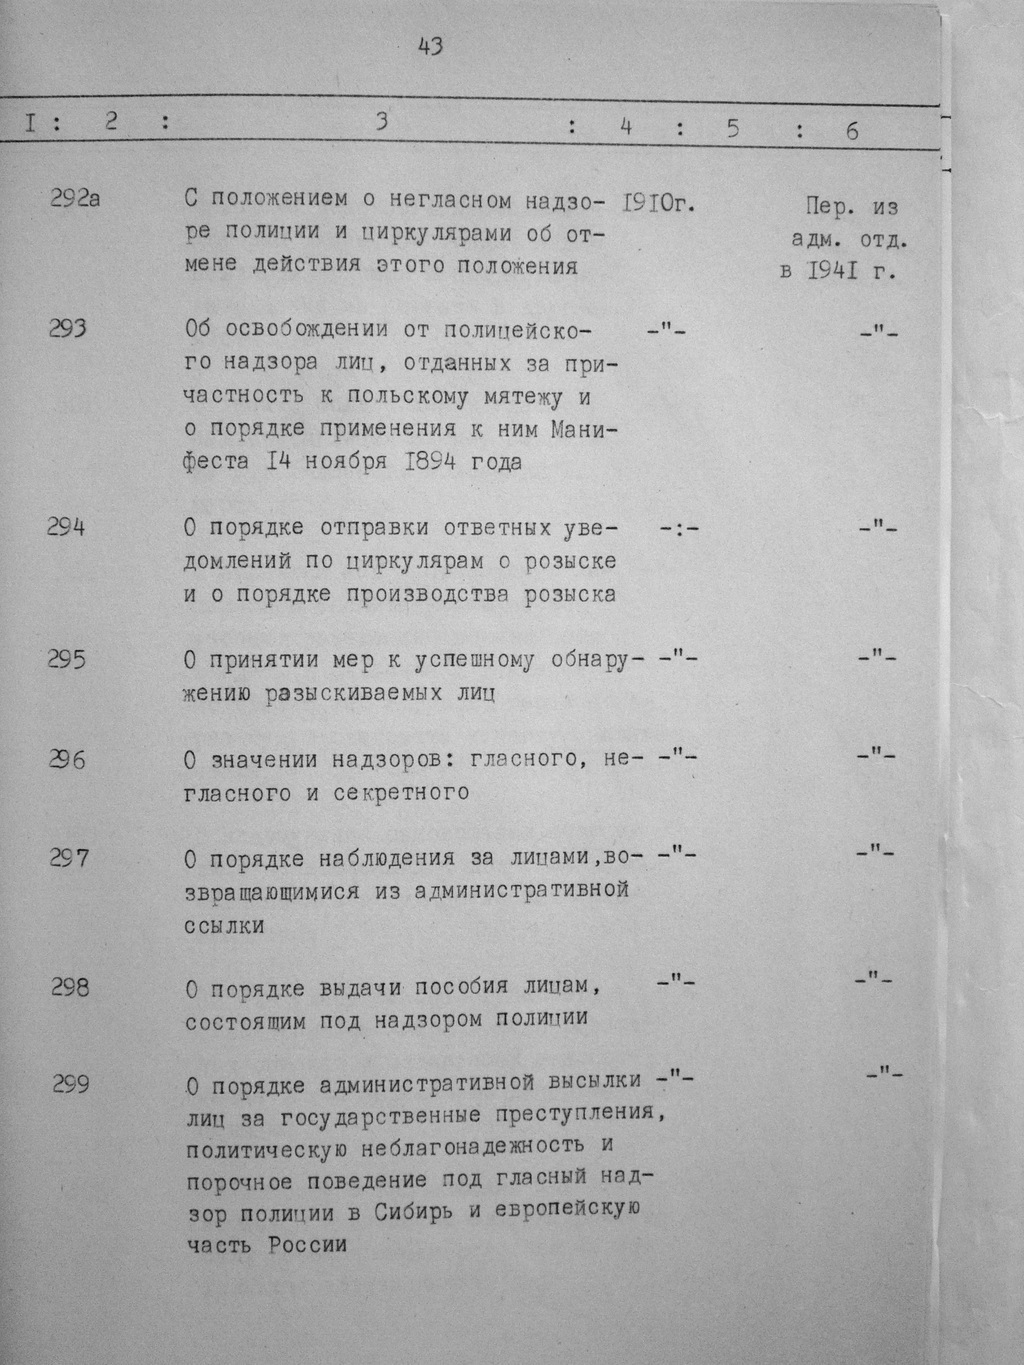 43
I : 2 : 3 : 4 : 5 : 6
292а С положением о негласном надзо- I9I0г. Пер. из
ре полиции и циркулярами об от- адм. отд.
мене действия этого положения в I94I г.
293 Об освобождении от полицейско- -"- -"-
го надзора лиц, отданных за при-
частность к польскому мятежу и
о порядке применения к ним Мани-
феста I4 ноября I894 года
294 О порядке отправки ответных уве- -:- -"-
домлений по циркулярам о розыске
и о порядке производства розыска
295 О принятии мер к успешному обнару- -"- -"-
жению разыскиваемых лиц
296 О значении надзоров: гласного, не- -"- -"-
гласного и секретного
297 О порядке наблюдения за лицами,во- -"- -"-
звращающимися из административной
ссылки
298 О порядке выдачи пособия лицам, -"- -"-
состоящим под надзором полиции
299 О порядке административной высылки -"- -"-
лиц за государственные преступления,
политическую неблагонадежность и
порочное поведение под гласный над-
зор полиции в Сибирь и европейскую
часть России